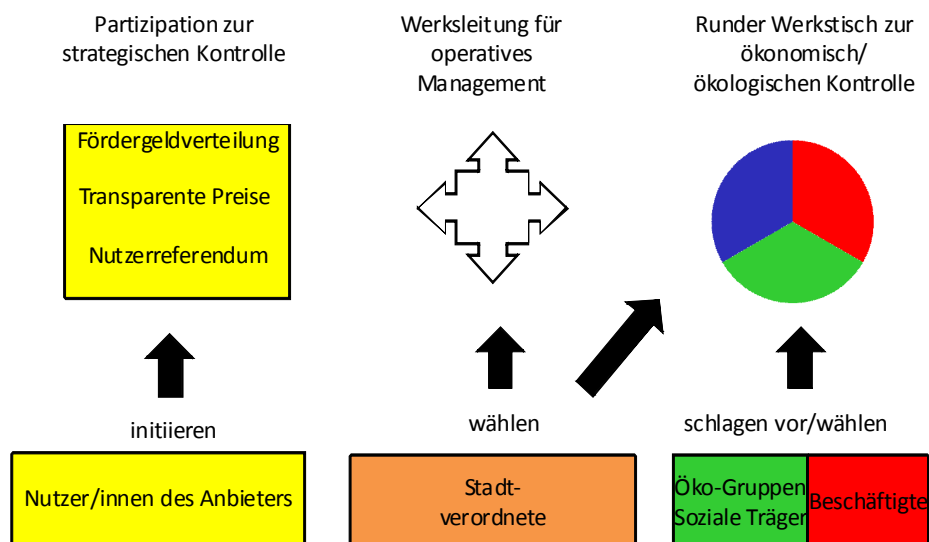 Partizipation zur
strategischen Kontrolle
Werksleitung für
operatives
Management
Runder Werkstisch zur
ökonomisch/
ökologischen Kontrolle
Fördergeldverteilung
Transparente Preise
Nutzerreferendum
initiieren
wählen
schlagen vor/wählen
Nutzer/innen des Anbieters
Stadt-
verordnete
Öko-Gruppen
Soziale Träger
Beschäftigte